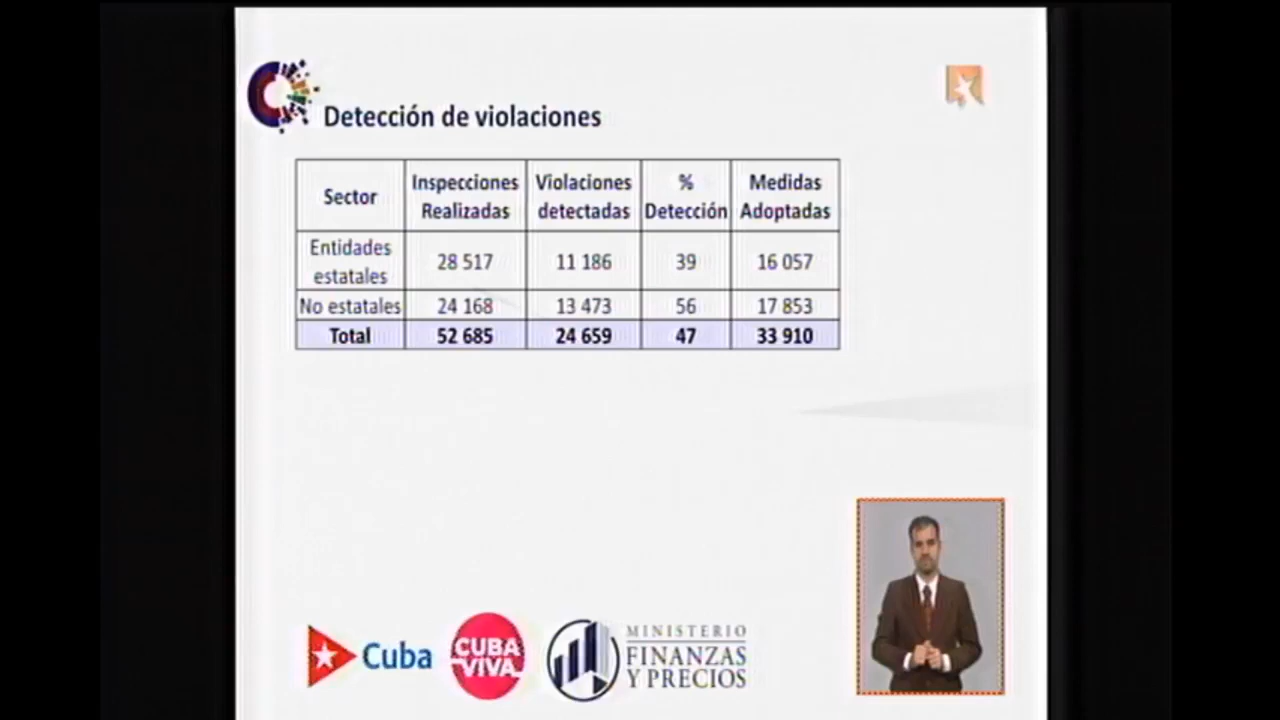 Detección de violaciones
Sector Inspecciones Realizadas Violaciones detectadas % Detección Medidas Adoptadas
Entidades estatales 28 517 11 186 39 16 057
No estatales 24 168 13 473 56 17 853
Total 52 685 24 659 47 33 910
Cuba
CUBA
VIVA
MINISTERIO
FINANZAS
Y PRECIOS